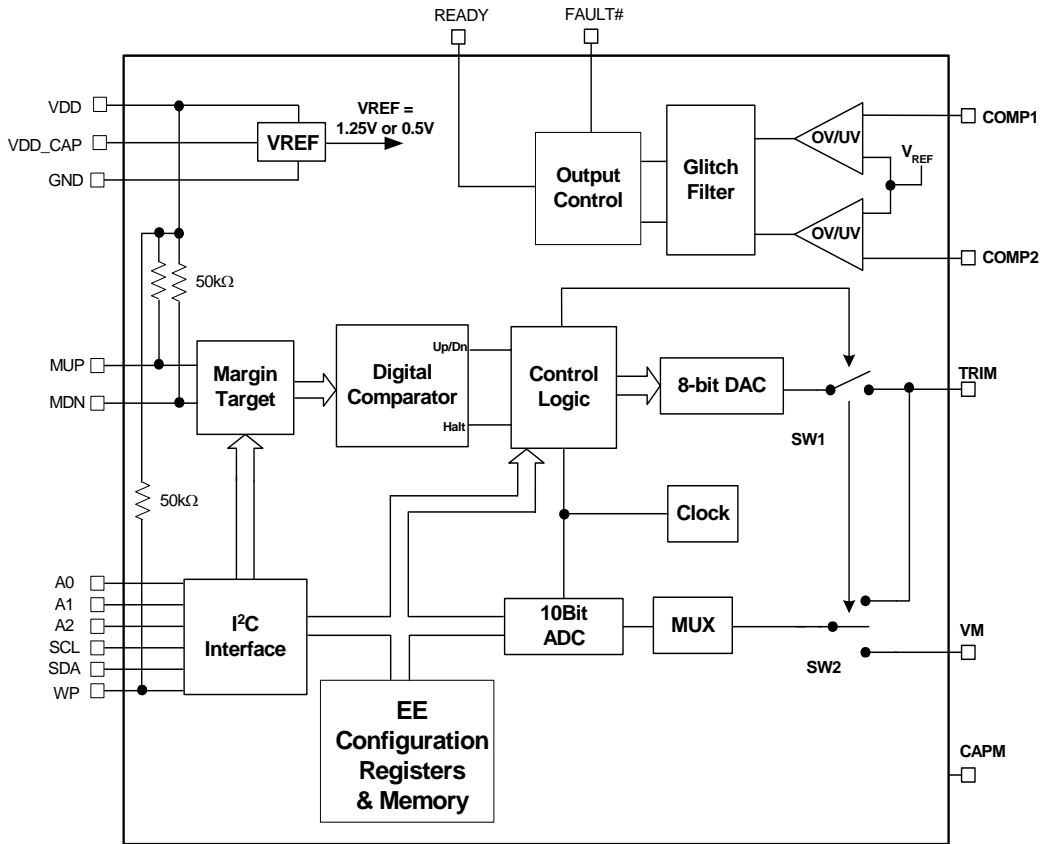 READY
FAULT#
VDD
VDD_CAP
GND
VREF
VREF =
1.25V or 0.5V
Output
Control
Glitch
Filter
OV/UV
OV/UV
VREF
COMP1
COMP2
50kΩ
MUP
MDN
Margin
Target
Digital
Comparator
Up/Dn
Halt
Control
Logic
8-bit DAC
SW1
TRIM
50kΩ
Clock
A0
A1
A2
SCL
SDA
WP
I²C
Interface
10Bit
ADC
MUX
SW2
VM
EE
Configuration
Registers
& Memory
CAPM